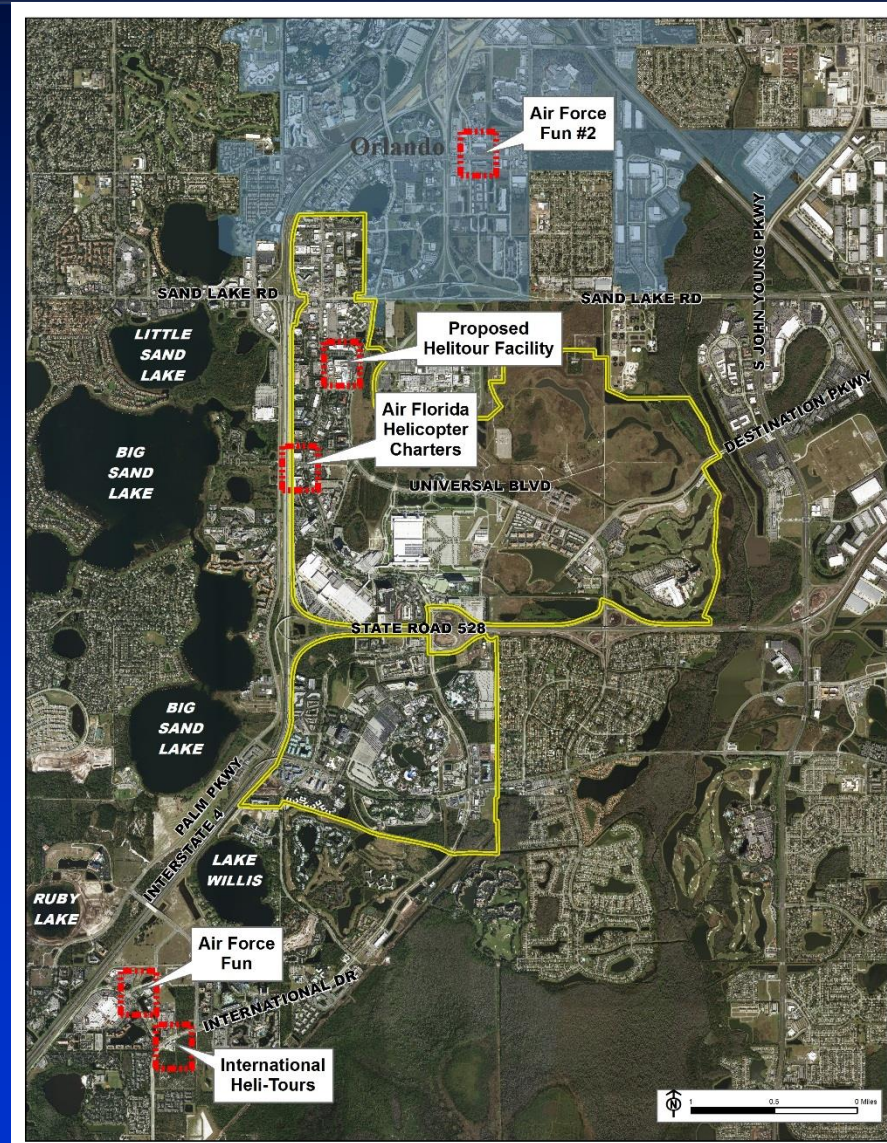 Air Force
Fun #2
Orlando
S JOHN YOUNG PKWY
SAND LAKE RD
SAND LAKE RD
LITTLE
SAND
LAKE
Proposed
Helitour Facility
DESTINATION PKWY
Air Florida
Helicopter
Charters
BIG
SAND
LAKE
UNIVERSAL BLVD
STATE ROAD 528
BIG
SAND
LAKE
PALM PKWY
INTERSTATE 4
LAKE
WILLIS
RUBY
LAKE
Air Force
Fun
INTERNATIONAL DR
International
Heli-Tours
N
1 0.5 0 Miles